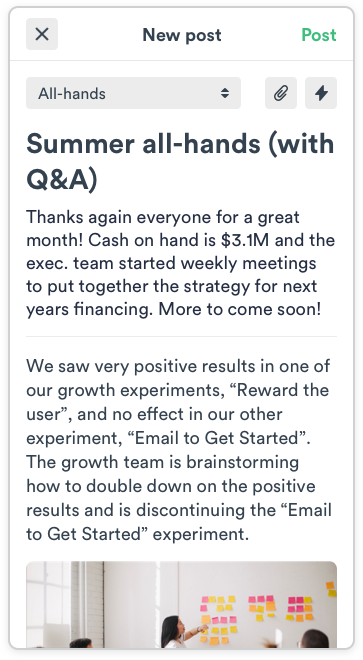 New post
Post
All-hands
Summer all-hands (with
Q&A)
Thanks again everyone for a great
month! Cash on hand is $3.1M and the
exec. team started weekly meetings
to put together the strategy for next
years financing. More to come soon!
We saw very positive results in one of
our growth experiments, “Reward the
user”, and no effect in our other
experiment, “Email to Get Started”.
The growth team is brainstorming
how to double down on the positive
results and is discontinuing the “Email
to Get Started” experiment.